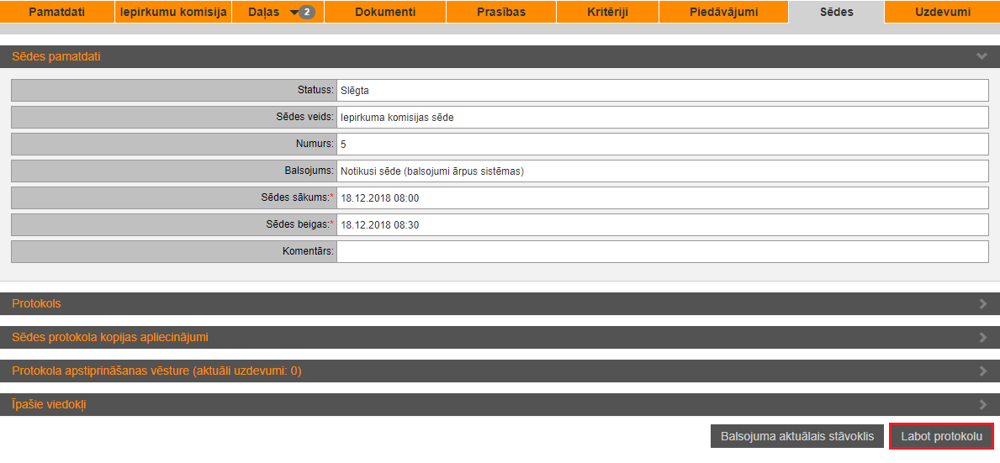 Pamatdati Iepirkumu komisija Daļas 2 Dokumenti Prasības Kritēriji Piedāvājumi Sēdes Uzdevumi
Sēdes pamatdati
Statuss: Slēgta
Sēdes veids: Iepirkuma komisijas sēde
Numurs: 5
Balsojums: Notikusi sēde (balsojumi ārpus sistēmas)
Sēdes sākums:* 18.12.2018 08:00
Sēdes beigas:* 18.12.2018 08:30
Komentārs:
Protokols
Sēdes protokola kopijas apliecinājumi
Protokola apstiprināšanas vēsture (aktuāli uzdevumi: 0)
Īpašie viedokļi
Balsojuma aktuālais stāvoklis Labot protokolu